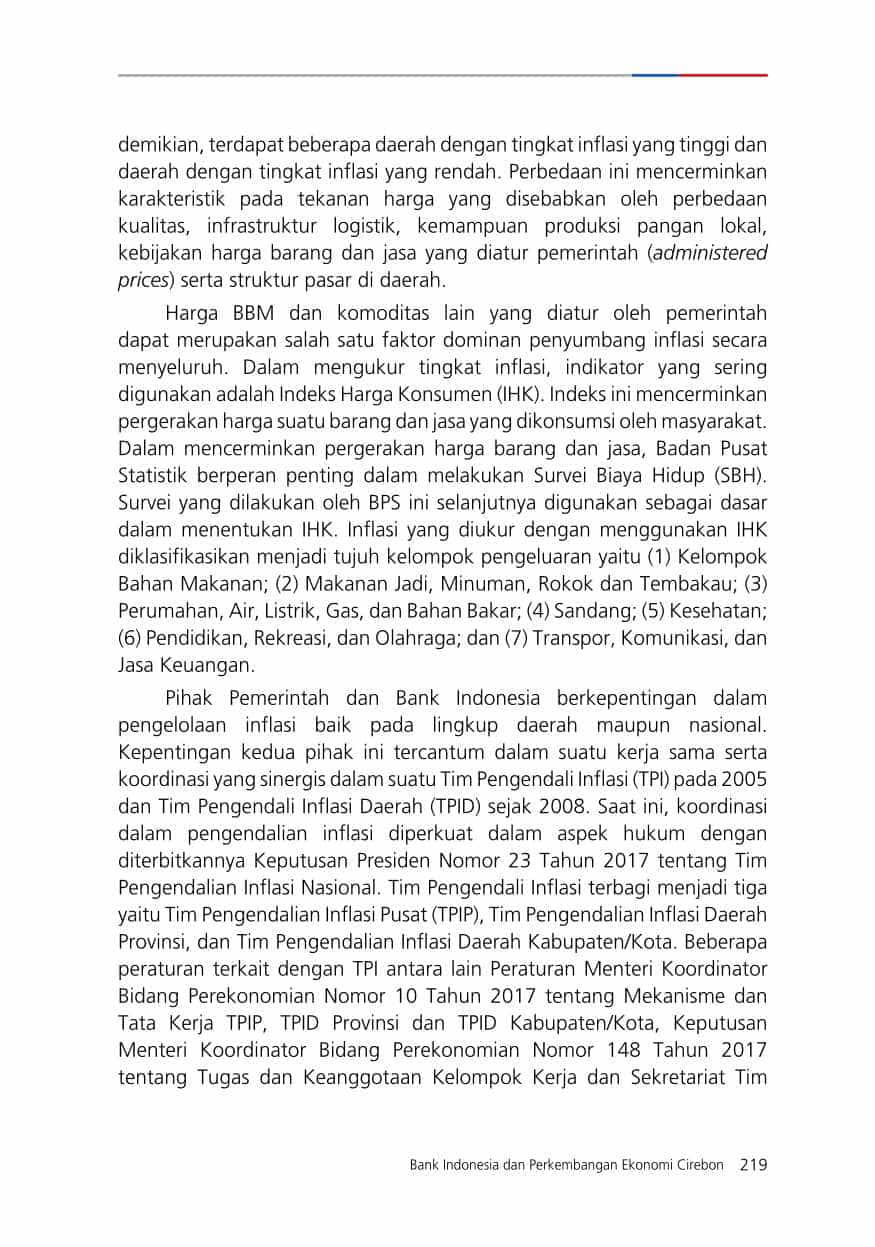 demikian, terdapat beberapa daerah dengan tingkat inflasi yang tinggi dan
daerah dengan tingkat inflasi yang rendah. Perbedaan ini mencerminkan
karakteristik pada tekanan harga yang disebabkan oleh perbedaan
kualitas, infrastruktur logistik, kemampuan produksi pangan lokal,
kebijakan harga barang dan jasa yang diatur pemerintah (administered
prices) serta struktur pasar di daerah.
Harga BBM dan komoditas lain yang diatur oleh pemerintah
dapat merupakan salah satu faktor dominan penyumbang inflasi secara
menyeluruh. Dalam mengukur tingkat inflasi, indikator yang sering
digunakan adalah Indeks Harga Konsumen (IHK). Indeks ini mencerminkan
pergerakan harga suatu barang dan jasa yang dikonsumsi oleh masyarakat.
Dalam mencerminkan pergerakan harga barang dan jasa, Badan Pusat
Statistik berperan penting dalam melakukan Survei Biaya Hidup (SBH).
Survei yang dilakukan oleh BPS ini selanjutnya digunakan sebagai dasar
dalam menentukan IHK. Inflasi yang diukur dengan menggunakan IHK
diklasifikasikan menjadi tujuh kelompok pengeluaran yaitu (1) Kelompok
Bahan Makanan; (2) Makanan Jadi, Minuman, Rokok dan Tembakau; (3)
Perumahan, Air, Listrik, Gas, dan Bahan Bakar; (4) Sandang; (5) Kesehatan;
(6) Pendidikan, Rekreasi, dan Olahraga; dan (7) Transpor, Komunikasi, dan
Jasa Keuangan.
Pihak Pemerintah dan Bank Indonesia berkepentingan dalam
pengelolaan inflasi baik pada lingkup daerah maupun nasional.
Kepentingan kedua pihak ini tercantum dalam suatu kerja sama serta
koordinasi yang sinergis dalam suatu Tim Pengendali Inflasi (TPI) pada 2005
dan Tim Pengendali Inflasi Daerah (TPID) sejak 2008. Saat ini, koordinasi
dalam pengendalian inflasi diperkuat dalam aspek hukum dengan
diterbitkannya Keputusan Presiden Nomor 23 Tahun 2017 tentang Tim
Pengendalian Inflasi Nasional. Tim Pengendali Inflasi terbagi menjadi tiga
yaitu Tim Pengendalian Inflasi Pusat (TPIP), Tim Pengendalian Inflasi Daerah
Provinsi, dan Tim Pengendalian Inflasi Daerah Kabupaten/Kota. Beberapa
peraturan terkait dengan TPI antara lain Peraturan Menteri Koordinator
Bidang Perekonomian Nomor 10 Tahun 2017 tentang Mekanisme dan
Tata Kerja TPIP, TPID Provinsi dan TPID Kabupaten/Kota, Keputusan
Menteri Koordinator Bidang Perekonomian Nomor 148 Tahun 2017
tentang Tugas dan Keanggotaan Kelompok Kerja dan Sekretariat Tim
Bank Indonesia dan Perkembangan Ekonomi Cirebon 219